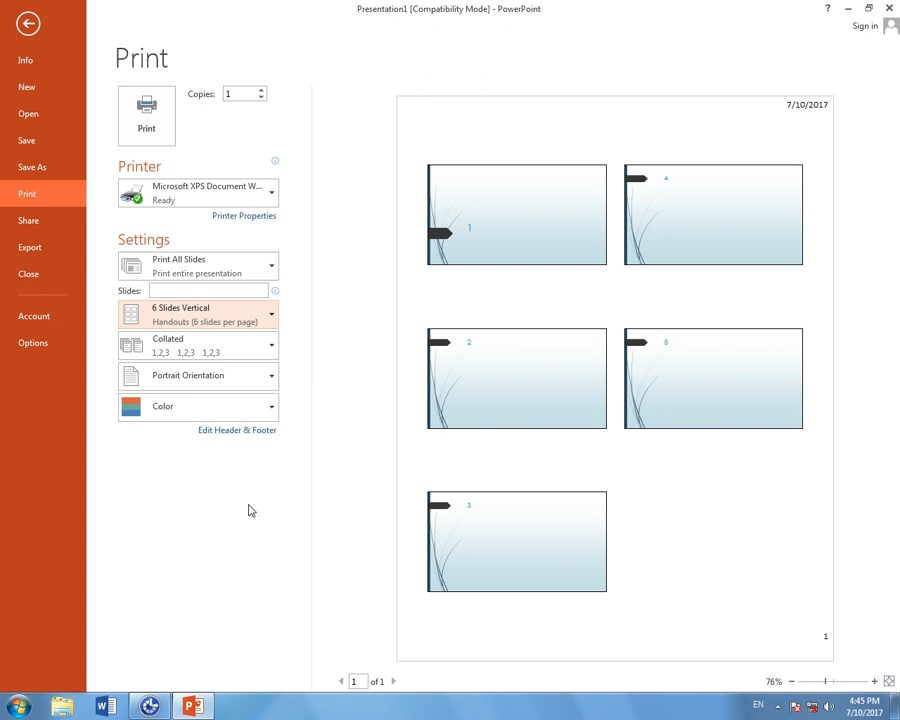 Presentation1 [Compatibility Mode] - PowerPoint
?
Sign in
Info
New
Open
Save
Save As
Print
Share
Export
Close
Account
Options
Print
Print
Copies: 1
Printer
Microsoft XPS Document W...
Ready
Printer Properties
Settings
Print All Slides
Print entire presentation
Slides:
6 Slides Vertical
Handouts (6 slides per page)
Collated
1,2,3 1,2,3 1,2,3
Portrait Orientation
Color
Edit Header & Footer
7/10/2017
1
4
2
5
3
1
1 of 1
76%
EN
4:45 PM
7/10/2017